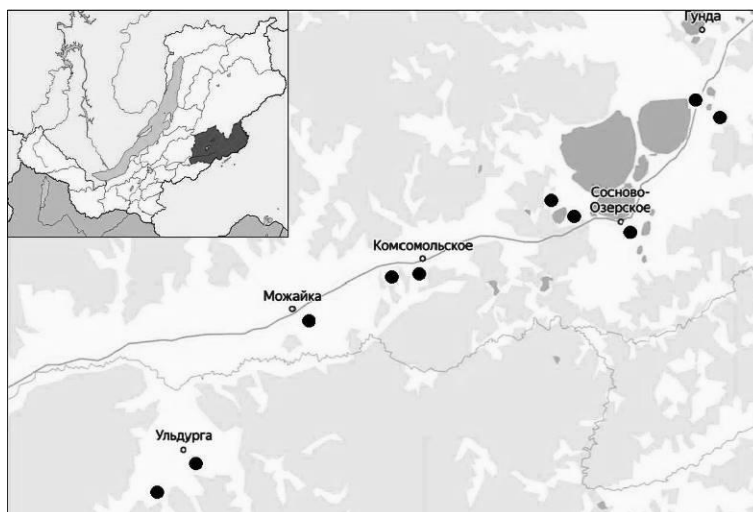 Гунда
Сосново-
Озерское
Комсомольское
Можайка
Ульдурга